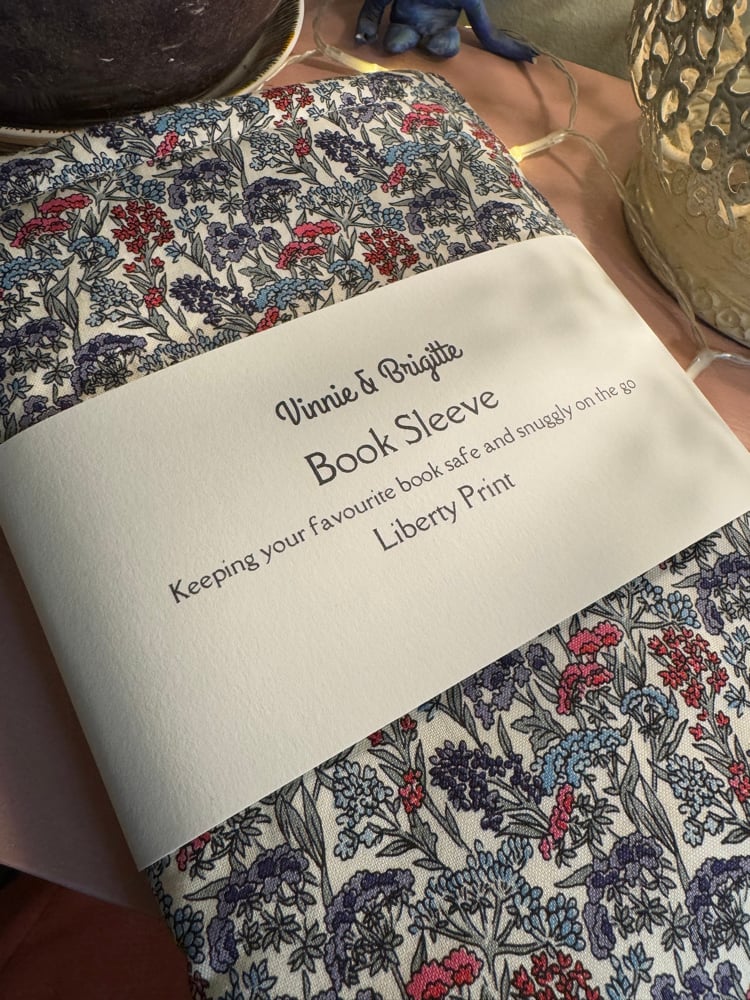 Vinnie & Brigitte
Book Sleeve
Keeping your favourite book safe and snuggly on the go
Liberty Print